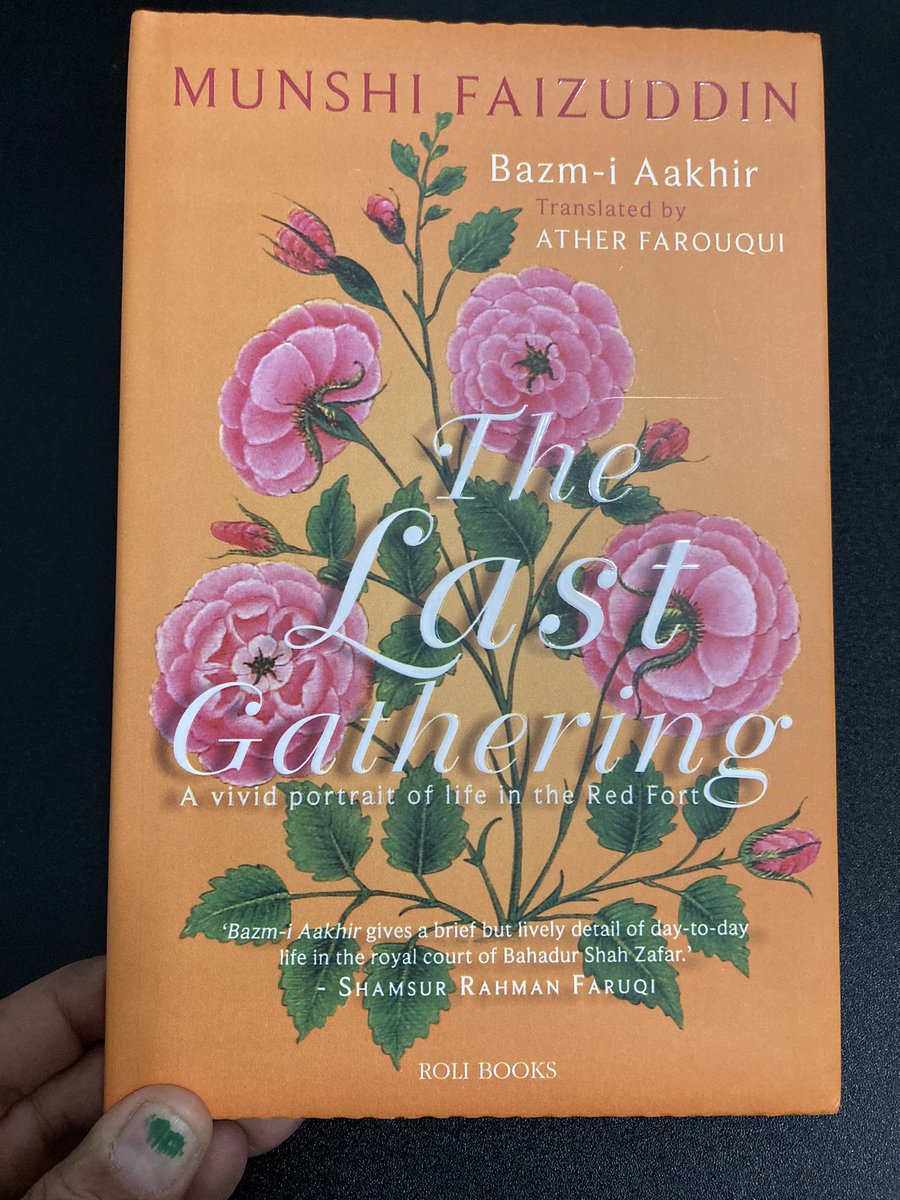 MUNSHI FAIZUDDIN
Bazm-i Aakhir
Translated by
ATHER FAROUQUI
The
Last
Gathering
A vivid portrait of life in the Red Fort
‘Bazm-i Aakhir gives a brief but lively detail of day-to-day
life in the royal court of Bahadur Shah Zafar.’
- SHAMSUR RAHMAN FARUQI
ROLI BOOKS